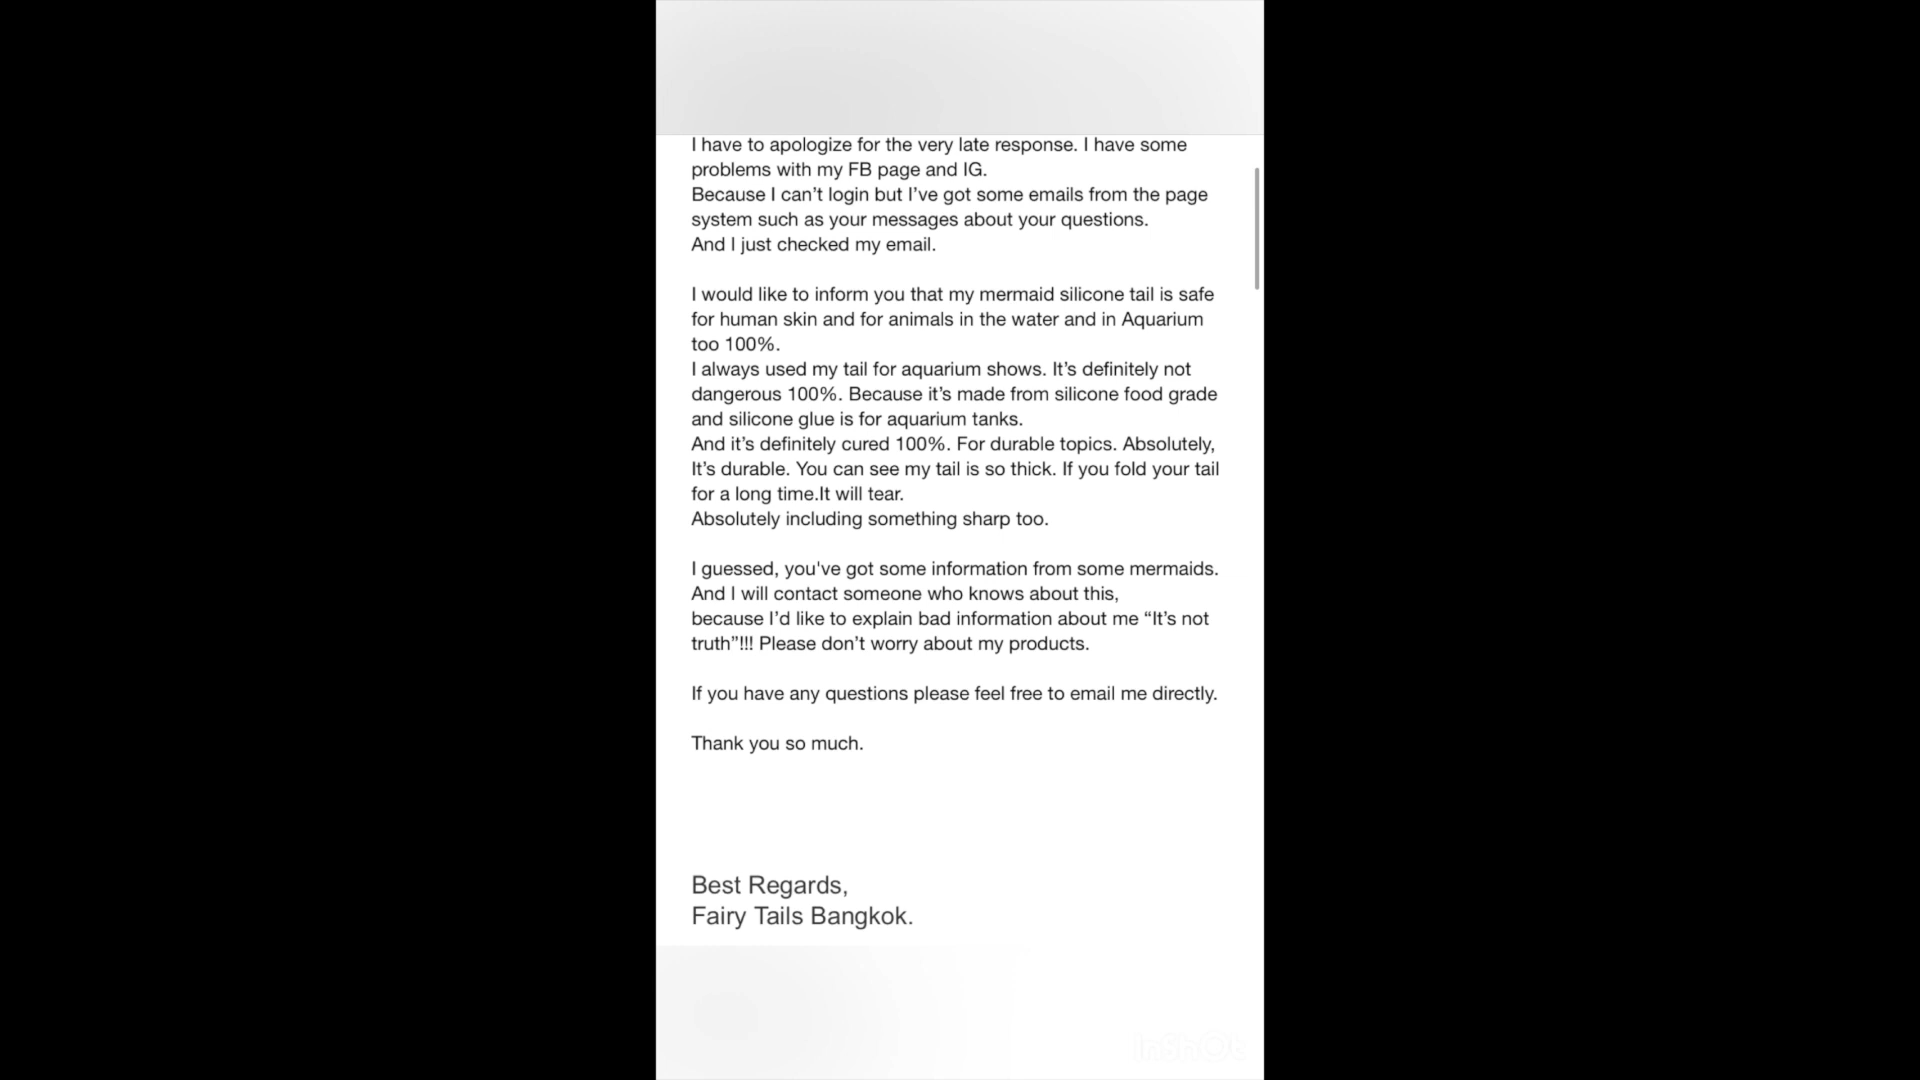 I have to apologize for the very late response. I have some
problems with my FB page and IG.
Because I can’t login but I’ve got some emails from the page
system such as your messages about your questions.
And I just checked my email.
I would like to inform you that my mermaid silicone tail is safe
for human skin and for animals in the water and in Aquarium
too 100%.
I always used my tail for aquarium shows. It’s definitely not
dangerous 100%. Because it’s made from silicone food grade
and silicone glue is for aquarium tanks.
And it’s definitely cured 100%. For durable topics. Absolutely,
It’s durable. You can see my tail is so thick. If you fold your tail
for a long time.It will tear.
Absolutely including something sharp too.
I guessed, you've got some information from some mermaids.
And I will contact someone who knows about this,
because I’d like to explain bad information about me “It’s not
truth”!!! Please don’t worry about my products.
If you have any questions please feel free to email me directly.
Thank you so much.
Best Regards,
Fairy Tails Bangkok.
InShOt